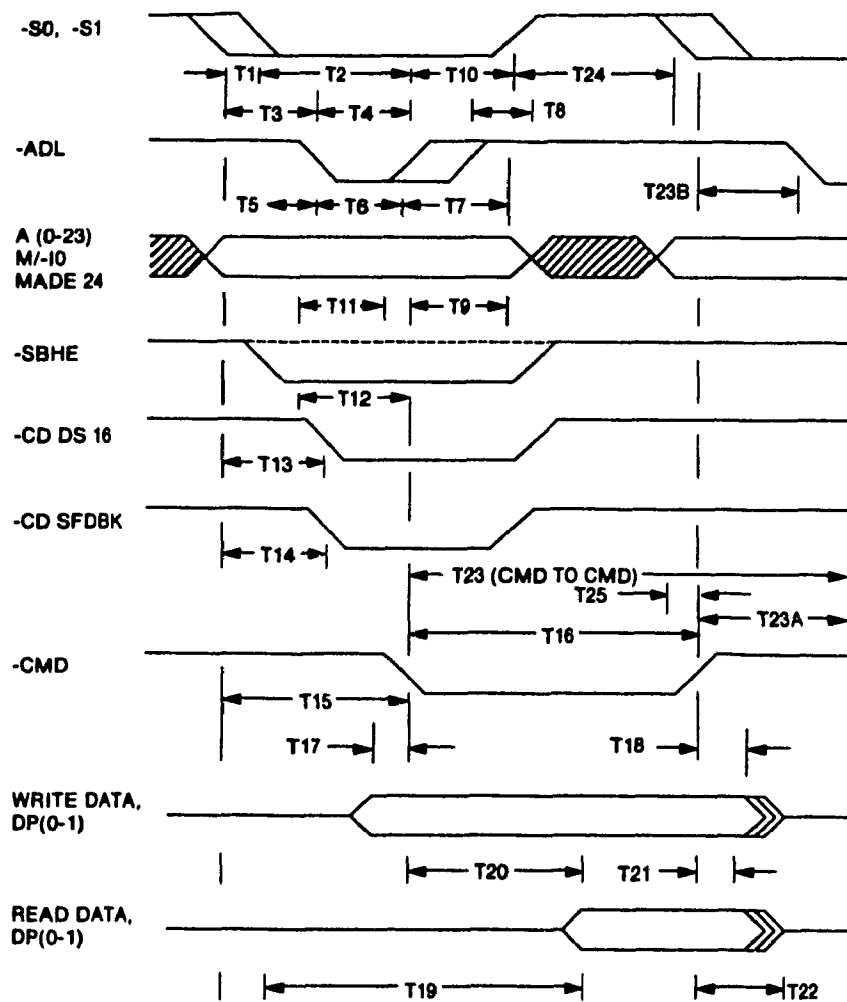 -S0, -S1
T1 T2 T10 T24
T3 T4 T8
-ADL
T5 T6 T7 T23B
A (0-23)
M/-I0
MADE 24
T11 T9
-SBHE
T12
-CD DS 16
T13
-CD SFDBK
T14
T23 (CMD TO CMD)
T25
T23A
T16
-CMD
T15
T17 T18
WRITE DATA,
DP(0-1)
T20 T21
READ DATA,
DP(0-1)
T19 T22